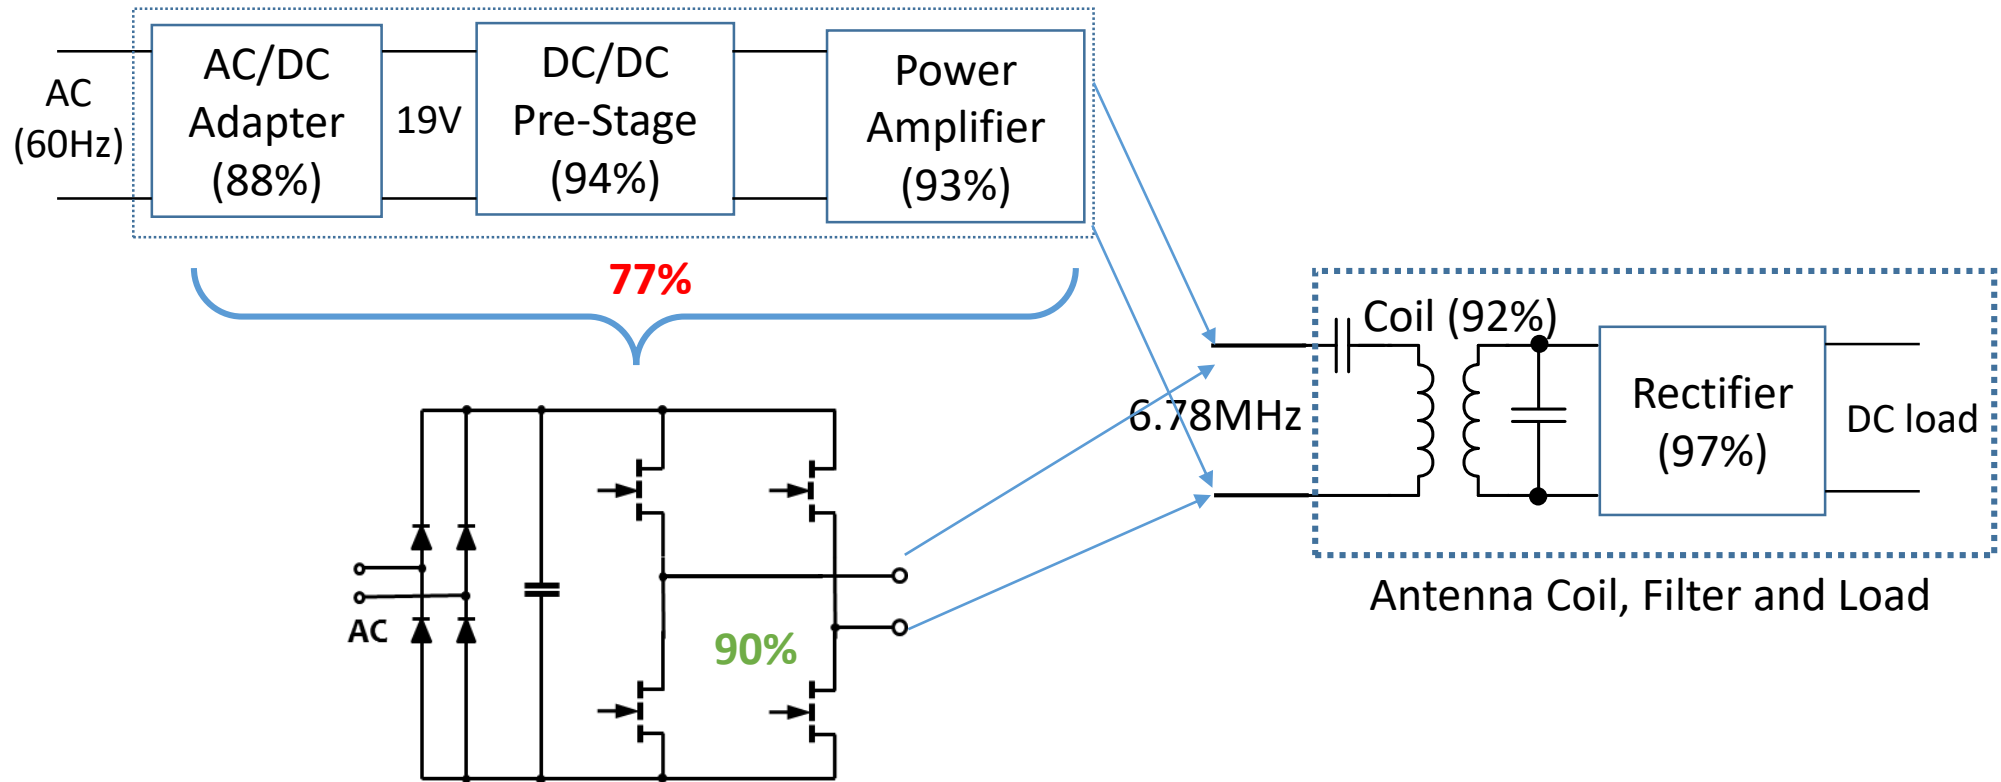 AC
(60Hz)
AC/DC
Adapter
(88%)
19V
DC/DC
Pre-Stage
(94%)
Power
Amplifier
(93%)
77%
Coil (92%)
6.78MHz
Rectifier
(97%)
DC load
Antenna Coil, Filter and Load
AC
90%